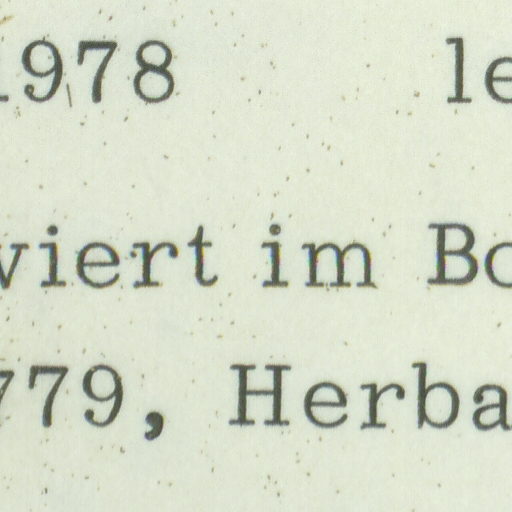 1978 le
viert im Bo
779, Herba